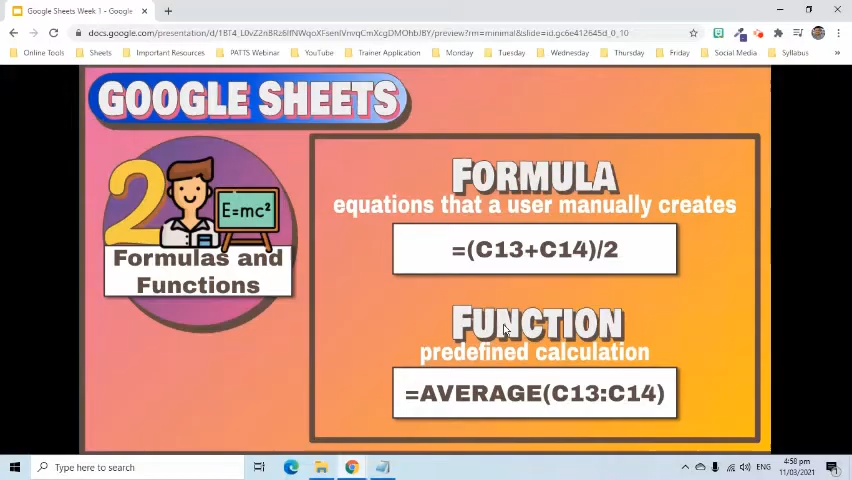 Google Sheets Week 1 - Google S
docs.google.com/presentation/d/1BT4_L0vZ2nBRz6IfNWqoXFsenIVnvqCmXcgDMOhbJBY/preview?rm=minimal&slide=id.gc6e412645d_0_10
Online Tools
Sheets
Important Resources
PATTS Webinar
YouTube
Trainer Application
Monday
Tuesday
Wednesday
Thursday
Friday
Social Media
Syllabus
GOOGLE SHEETS
2
E=mc²
Formulas and
Functions
FORMULA
equations that a user manually creates
=(C13+C14)/2
FUNCTION
predefined calculation
=AVERAGE(C13:C14)
Type here to search
ENG
4:58 pm
11/03/2021
1